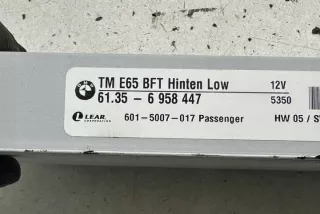 TM E65 BFT Hinten Low 12V
61.35 - 6 958 447 5350
LEAR CORPORATION 601-5007-017 Passenger HW 05 /